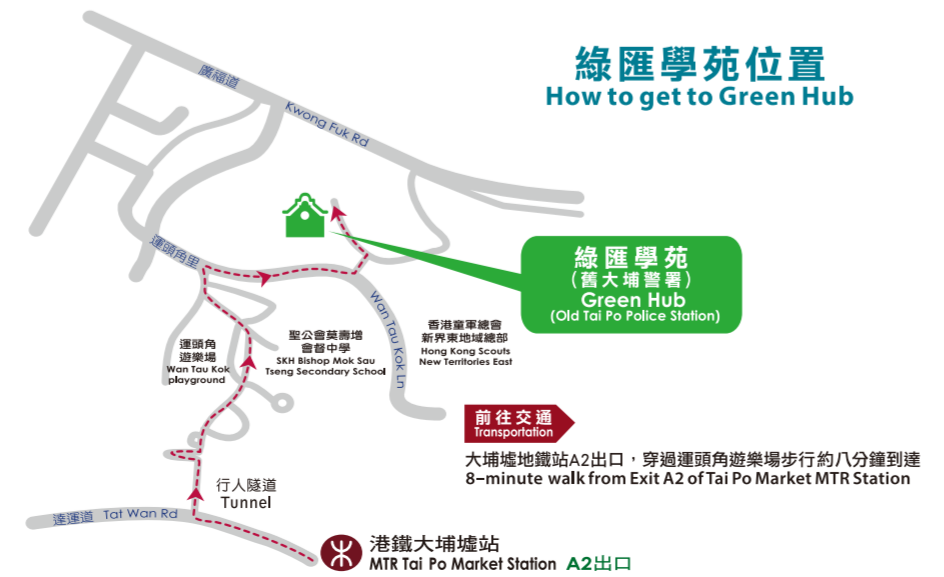 綠匯學苑位置
How to get to Green Hub
廣福道
Kwong Fuk Rd
運頭角里
Wan Tau Kok Ln
綠匯學苑
(舊大埔警署)
Green Hub
(Old Tai Po Police Station)
運頭角
遊樂場
Wan Tau Kok
playground
聖公會莫壽增
會督中學
SKH Bishop Mok Sau
Tseng Secondary School
香港童軍總會
新界東地域總部
Hong Kong Scouts
New Territories East
前往交通
Transportation
大埔墟地鐵站A2出口，穿過運頭角遊樂場步行約八分鐘到達
8-minute walk from Exit A2 of Tai Po Market MTR Station
行人隧道
Tunnel
達運道 Tat Wan Rd
港鐵大埔墟站
MTR Tai Po Market Station A2出口